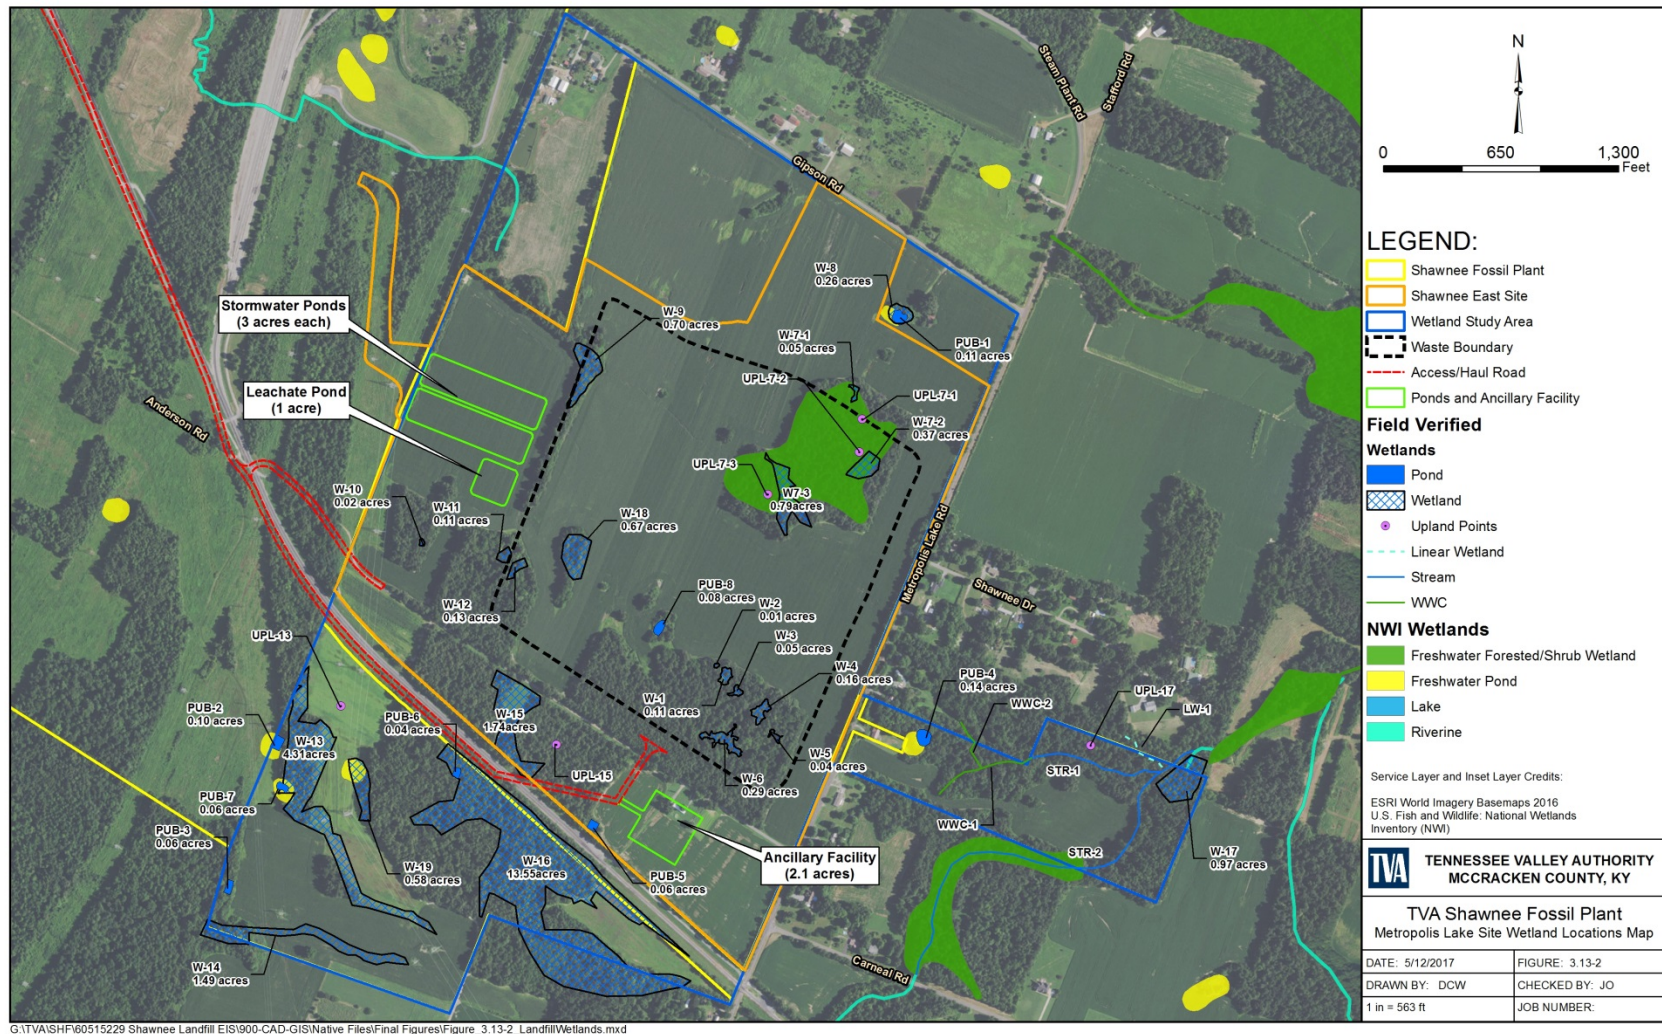 Steam Plant Rd
Stafford Rd
Gipson Rd
W-8
0.26 acres
Stormwater Ponds
(3 acres each)
W-9
0.70 acres
W-7-1
0.05 acres
PUB-1
0.11 acres
UPL-7-2
Leachate Pond
(1 acre)
UPL-7-1
Anderson Rd
W-7-2
0.37 acres
UPL-7-3
W-10
0.02 acres
W7-3
0.79acres
W-11
0.11 acres
W-18
0.67 acres
Metropolis Lake Rd
Shawnee Dr
PUB-8
0.08 acres
W-12
0.13 acres
W-2
0.01 acres
UPL-13
W-3
0.05 acres
W-4
0.16 acres
PUB-4
0.14 acres
UPL-17
W-1
0.11 acres
WWC-2
LW-1
PUB-2
0.10 acres
PUB-6
0.04 acres
W-15
1.74acres
W-13
4.31acres
W-5
0.04 acres
UPL-15
STR-1
W-6
0.29 acres
PUB-7
0.06 acres
WWC-1
PUB-3
0.06 acres
STR-2
W-17
0.97 acres
W-19
0.58 acres
W-16
13.55acres
Ancillary Facility
(2.1 acres)
PUB-5
0.06 acres
W-14
1.49 acres
Carneal Rd
G:\TVA\SHF\60515229 Shawnee Landfill EIS\900-CAD-GIS\Native Files\Final Figures\Figure_3.13-2_LandfillWetlands.mxd
N
0 650 1,300
Feet
LEGEND:
Shawnee Fossil Plant
Shawnee East Site
Wetland Study Area
Waste Boundary
Access/Haul Road
Ponds and Ancillary Facility
Field Verified
Wetlands
Pond
Wetland
Upland Points
Linear Wetland
Stream
WWC
NWI Wetlands
Freshwater Forested/Shrub Wetland
Freshwater Pond
Lake
Riverine
Service Layer and Inset Layer Credits:
ESRI World Imagery Basemaps 2016
U.S. Fish and Wildlife: National Wetlands
Inventory (NWI)
TVA
TENNESSEE VALLEY AUTHORITY
MCCRACKEN COUNTY, KY
TVA Shawnee Fossil Plant
Metropolis Lake Site Wetland Locations Map
DATE: 5/12/2017 FIGURE: 3.13-2
DRAWN BY: DCW CHECKED BY: JO
1 in = 563 ft JOB NUMBER: